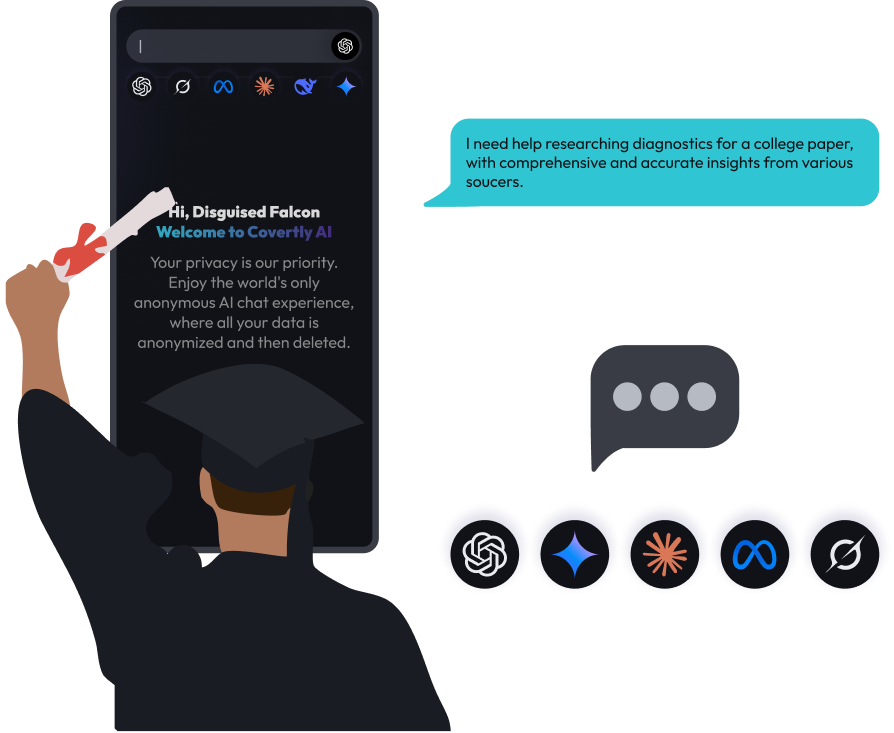 Hi, Disguised Falcon
Welcome to Covertly AI
Your privacy is our priority.
Enjoy the world's only
anonymous AI chat experience,
where all your data is
anonymized and then deleted.
I need help researching diagnostics for a college paper,
with comprehensive and accurate insights from various
soucers.